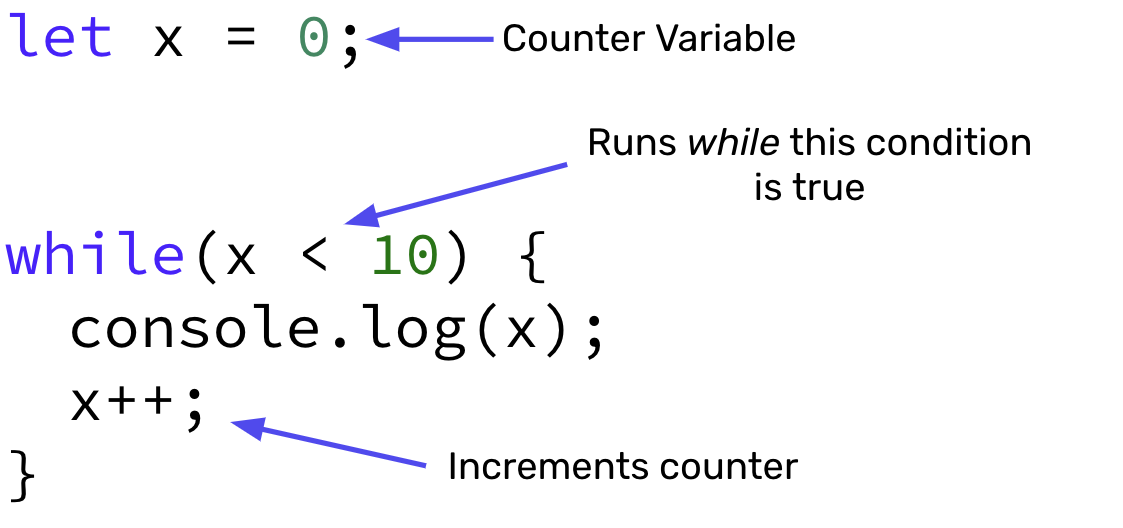 let x = 0;
Counter Variable
Runs while this condition
is true
while(x < 10) {
console.log(x);
x++;
Increments counter
}